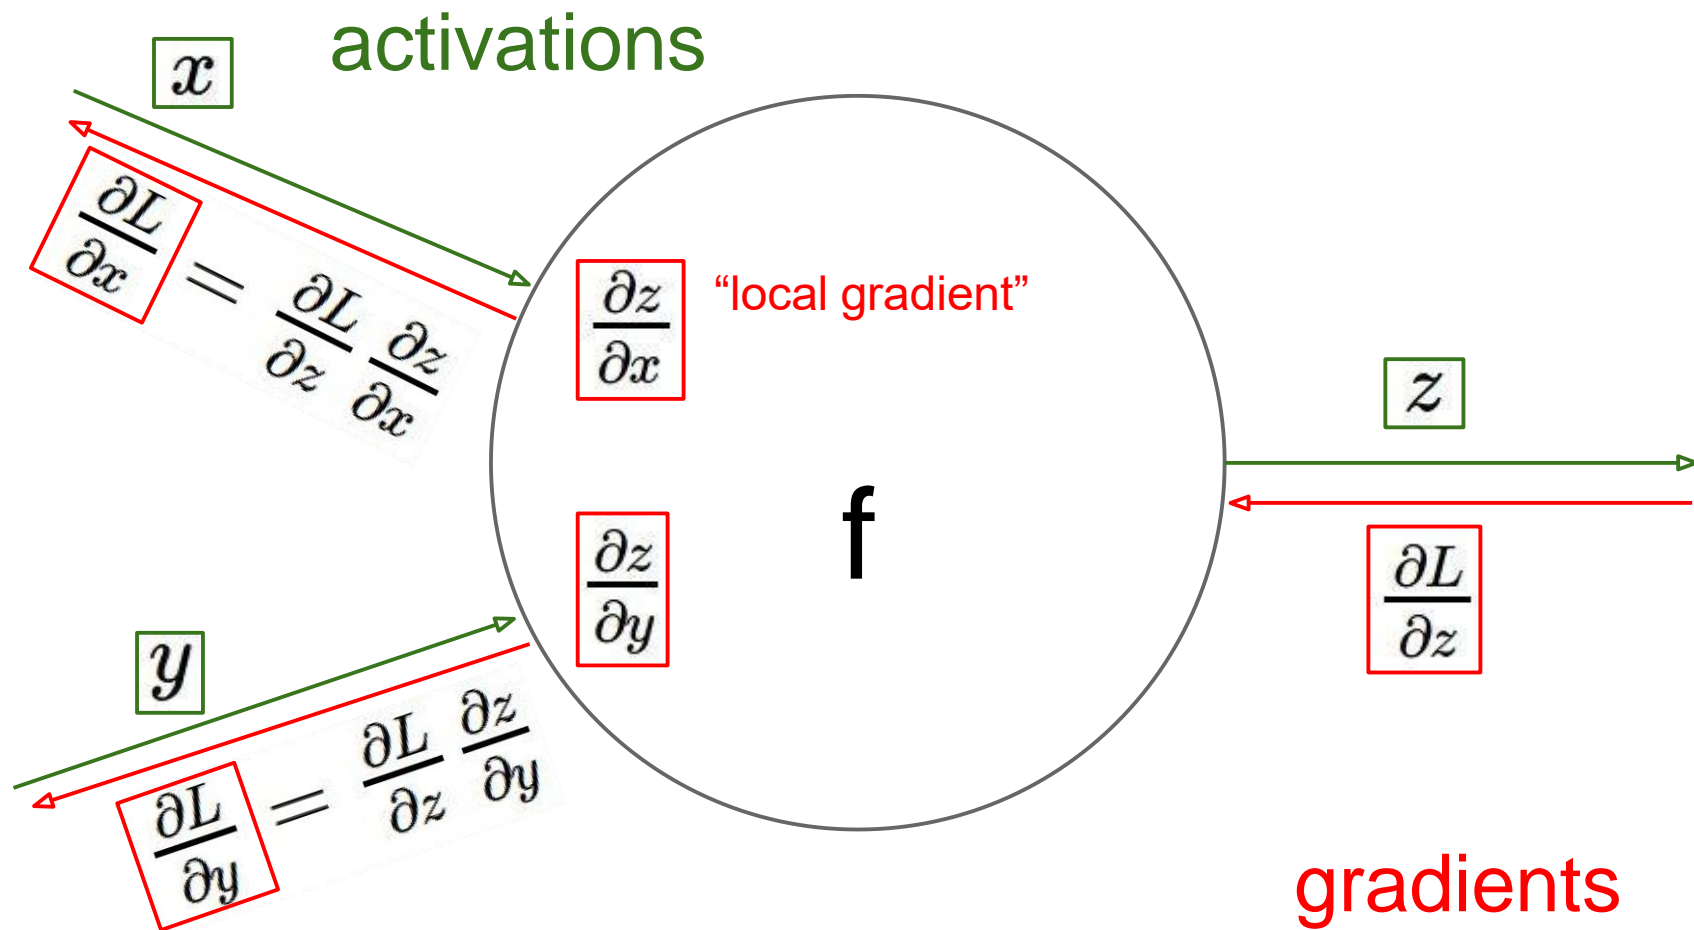 activations
x
∂L/∂x = ∂L/∂z ∂z/∂x
∂z/∂x “local gradient”
z
f
∂z/∂y
∂L/∂z
y
∂L/∂y = ∂L/∂z ∂z/∂y
gradients